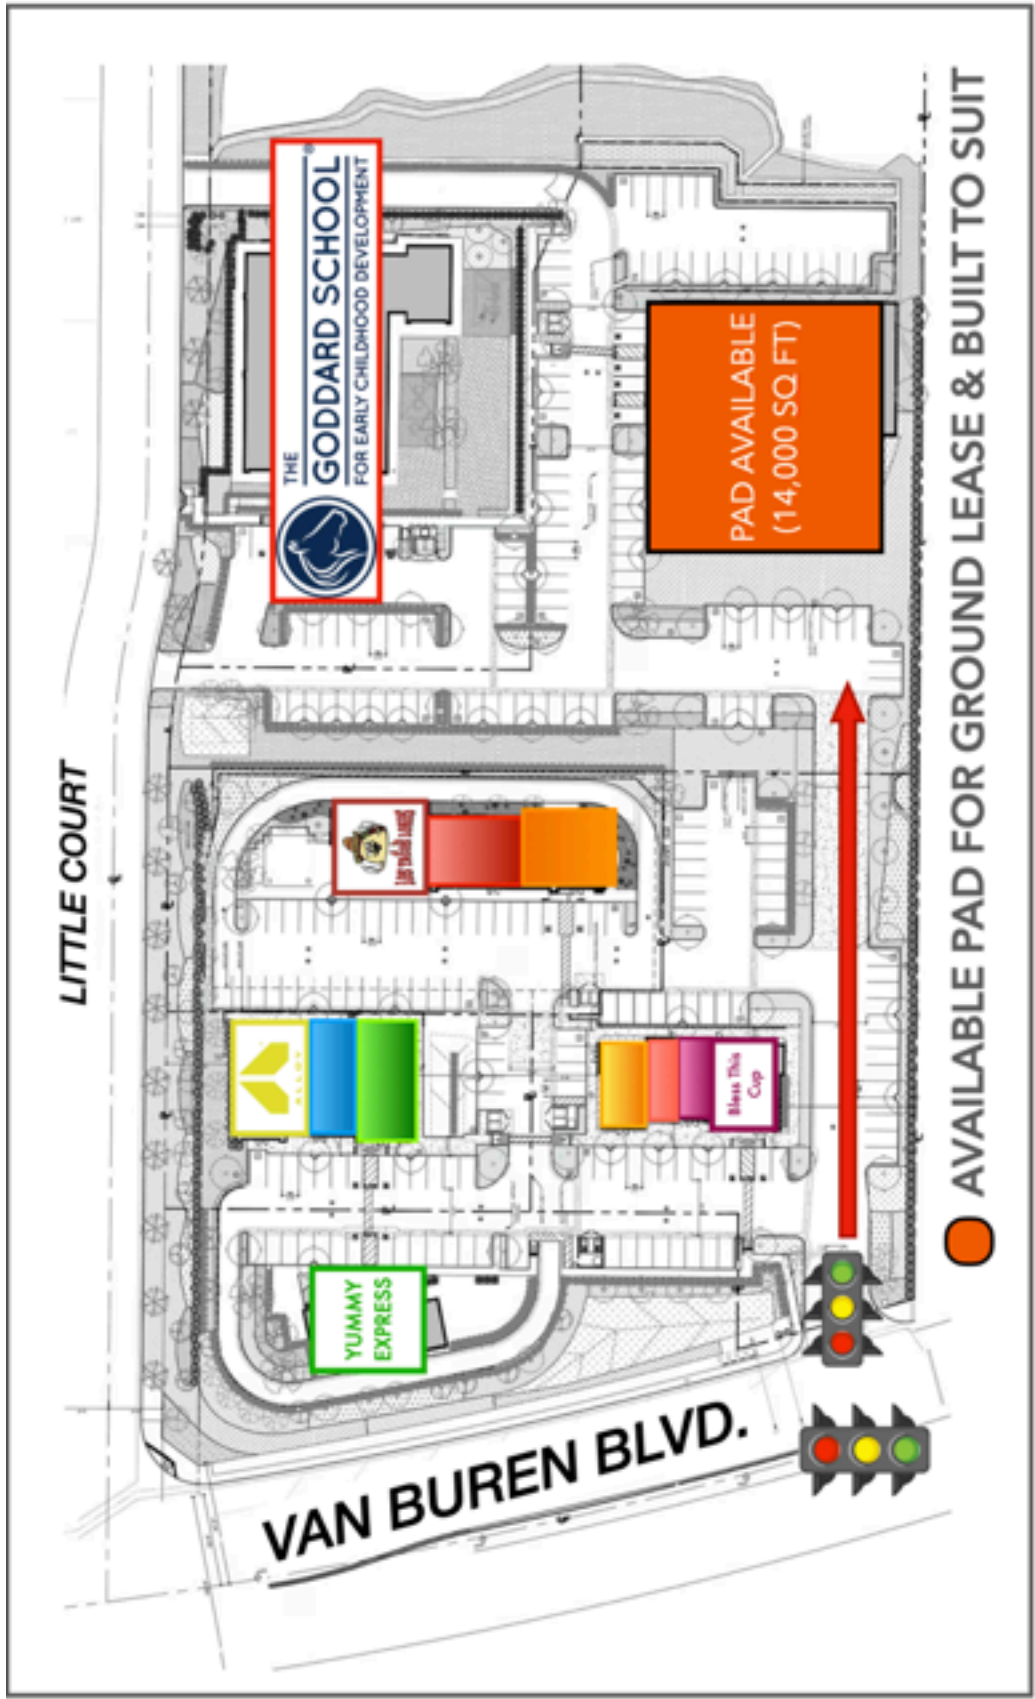 LITTLE COURT
THE
GODDARD SCHOOL®
FOR EARLY CHILDHOOD DEVELOPMENT
PAD AVAILABLE
(14,000 SQ FT)
ALLOY
Bless This
Cup
YUMMY
EXPRESS
VAN BUREN BLVD.
AVAILABLE PAD FOR GROUND LEASE & BUILT TO SUIT